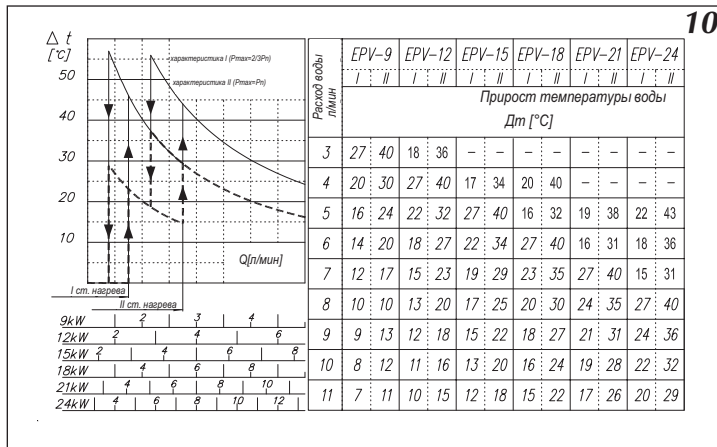 10
Δ t
[°c]
50
40
30
20
10
характеристика I (Pmax=2/3Pn)
характеристика II (Pmax=Pn)
Q[л/мин]
I ст. нагрева
II ст. нагрева
9kW 2 3 4
12kW 2 4 6
15kW 2 4 6 8
18kW 4 6 8
21kW 4 6 8 10
24kW 4 6 8 10 12
Расход воды л/мин EPV-9 EPV-12 EPV-15 EPV-18 EPV-21 EPV-24
I II I II I II I II I II I II
Прирост температуры воды
Дт [°C]
3 27 40 18 36 – – – – – – – –
4 20 30 27 40 17 34 20 40 – – – –
5 16 24 22 32 27 40 16 32 19 38 22 43
6 14 20 18 27 22 34 27 40 16 31 18 36
7 12 17 15 23 19 29 23 35 27 40 15 31
8 10 10 13 20 17 25 20 30 24 35 27 40
9 9 13 12 18 15 22 18 27 21 31 24 36
10 8 12 11 16 13 20 16 24 19 28 22 32
11 7 11 10 15 12 18 15 22 17 26 20 29